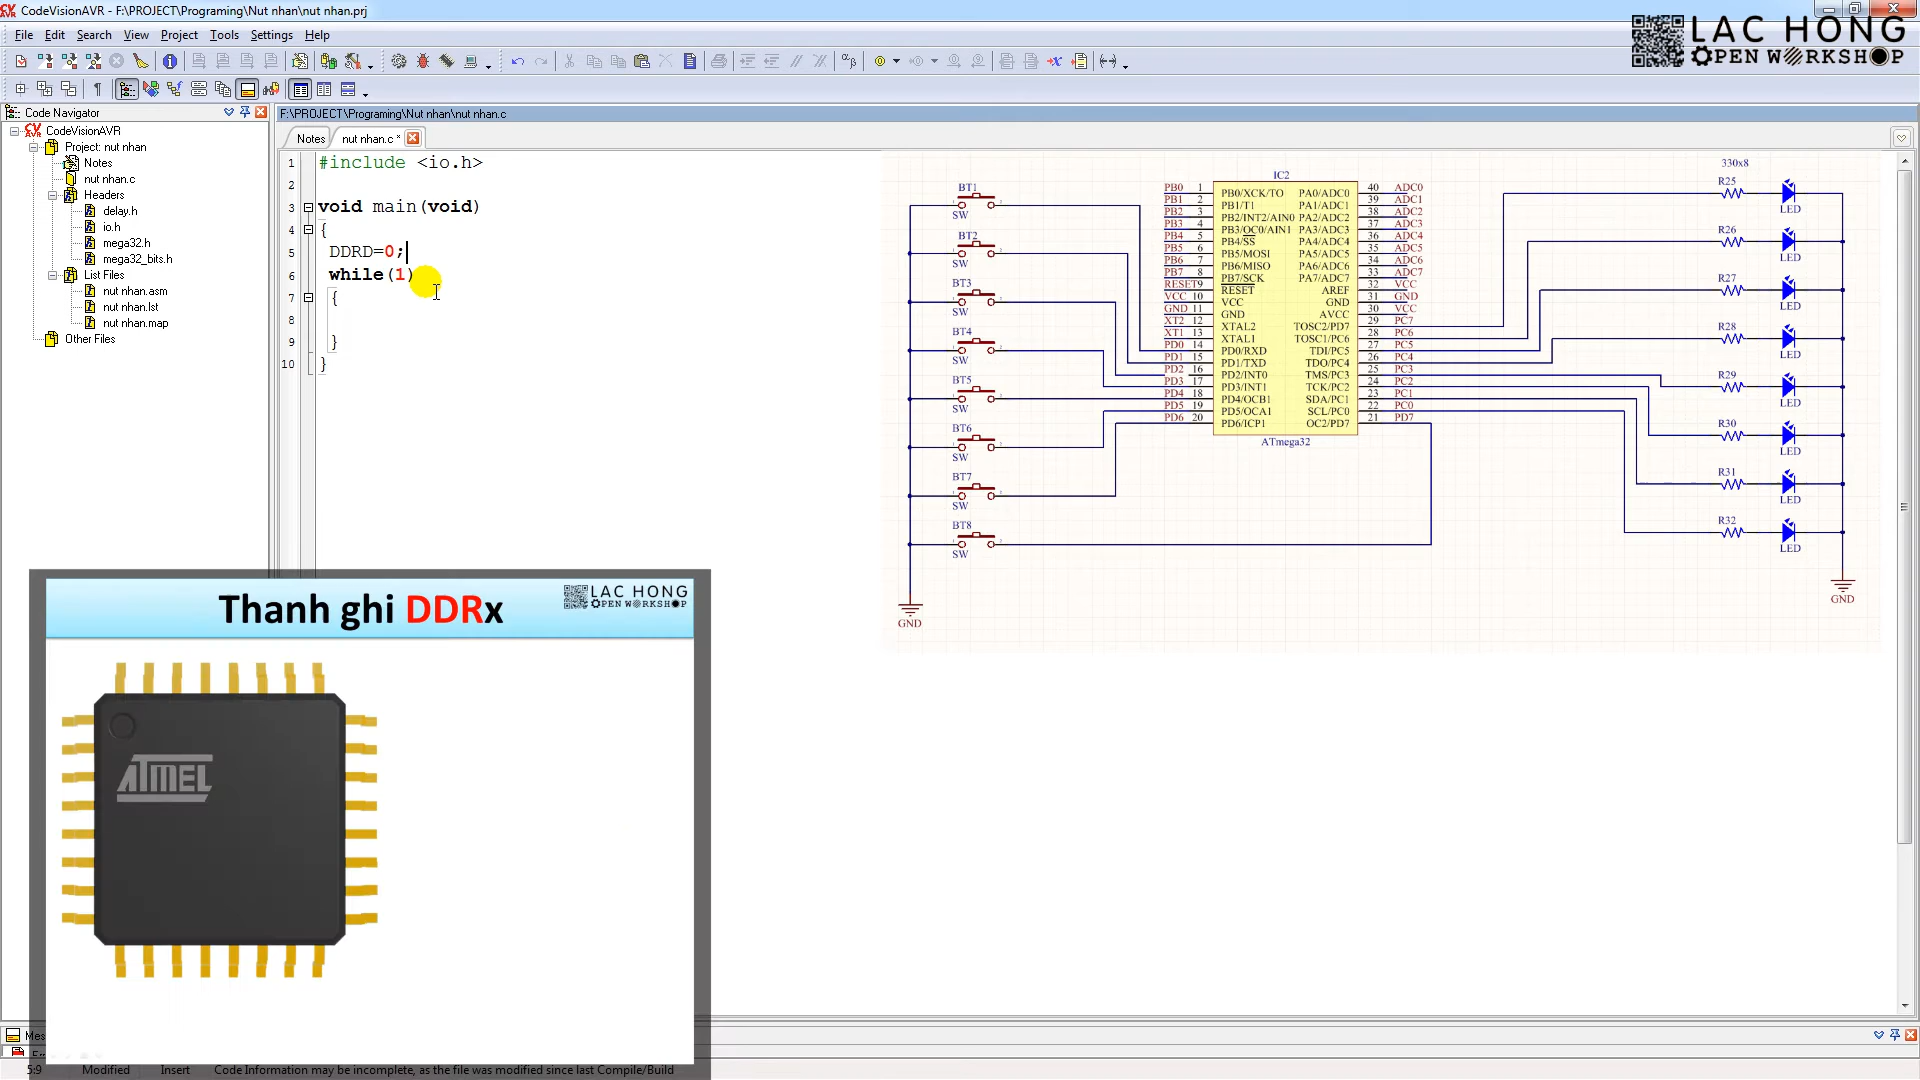 CodeVisionAVR - F:\PROJECT\Programing\Nut nhan\nut nhan.prj
LAC HONG
OPEN WORKSHOP
File Edit Search View Project Tools Settings Help
Code Navigator
CodeVisionAVR
Project: nut nhan
Notes
nut nhan.c
Headers
delay.h
io.h
mega32.h
mega32_bits.h
List Files
nut nhan.asm
nut nhan.lst
nut nhan.map
Other Files
F:\PROJECT\Programing\Nut nhan\nut nhan.c
Notes nut nhan.c *
1 #include <io.h>
2
3 void main(void)
4 {
5 DDRD=0;
6 while(1)
7 {
8
9 }
10 }
BT1
SW
BT2
SW
BT3
SW
BT4
SW
BT5
SW
BT6
SW
BT7
SW
BT8
SW
GND
IC2
PB0 1 PB0/XCK/TO PA0/ADC0 40 ADC0
PB1 2 PB1/T1 PA1/ADC1 39 ADC1
PB2 3 PB2/INT2/AIN0 PA2/ADC2 38 ADC2
PB3 4 PB3/OC0/AIN1 PA3/ADC3 37 ADC3
PB4 5 PB4/SS PA4/ADC4 36 ADC4
PB5 6 PB5/MOSI PA5/ADC5 35 ADC5
PB6 7 PB6/MISO PA6/ADC6 34 ADC6
PB7 8 PB7/SCK PA7/ADC7 33 ADC7
RESET9 RESET AREF 32 VCC
VCC 10 VCC GND 31 GND
GND 11 GND AVCC 30 VCC
XT2 12 XTAL2 TOSC2/PD7 29 PC7
XT1 13 XTAL1 TOSC1/PC6 28 PC6
PD0 14 PD0/RXD TDI/PC5 27 PC5
PD1 15 PD1/TXD TDO/PC4 26 PC4
PD2 16 PD2/INT0 TMS/PC3 25 PC3
PD3 17 PD3/INT1 TCK/PC2 24 PC2
PD4 18 PD4/OCB1 SDA/PC1 23 PC1
PD5 19 PD5/OCA1 SCL/PC0 22 PC0
PD6 20 PD6/ICP1 OC2/PD7 21 PD7
ATmega32
330x8
R25
LED
R26
LED
R27
LED
R28
LED
R29
LED
R30
LED
R31
LED
R32
LED
GND
Thanh ghi DDRx
LAC HONG
OPEN WORKSHOP
ATMEL
5:9 Modified Insert Code Information may be incomplete, as the file was modified since last Compile/Build